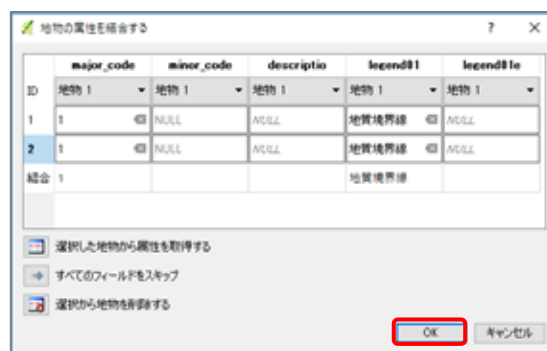 地物の属性を結合する ? ×
major_code minor_code descriptio legend01 legend01e
ID 地物 1 地物 1 地物 1 地物 1 地物 1
1 1 NULL NULL 地質境界線 NULL
2 1 NULL NULL 地質境界線 NULL
結合 1 地質境界線
選択した地物から属性を取得する
すべてのフィールドをスキップ
選択から地物を削除する
OK キャンセル